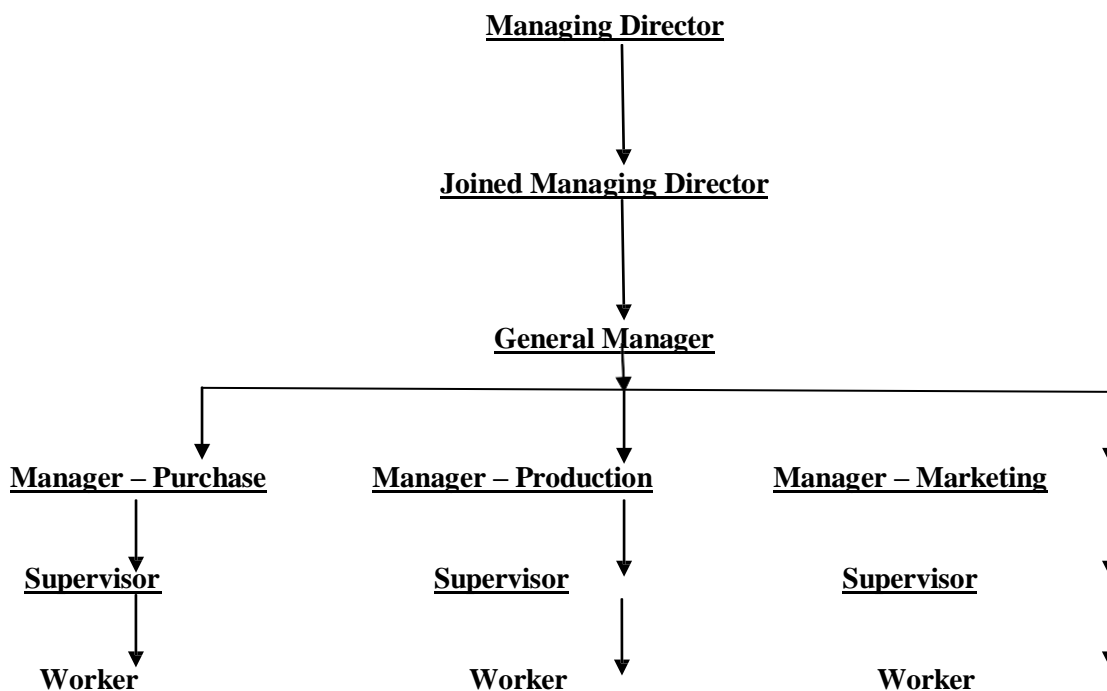 Managing Director
Joined Managing Director
General Manager
Manager – Purchase Manager – Production Manager – Marketing
Supervisor Supervisor Supervisor
Worker Worker Worker